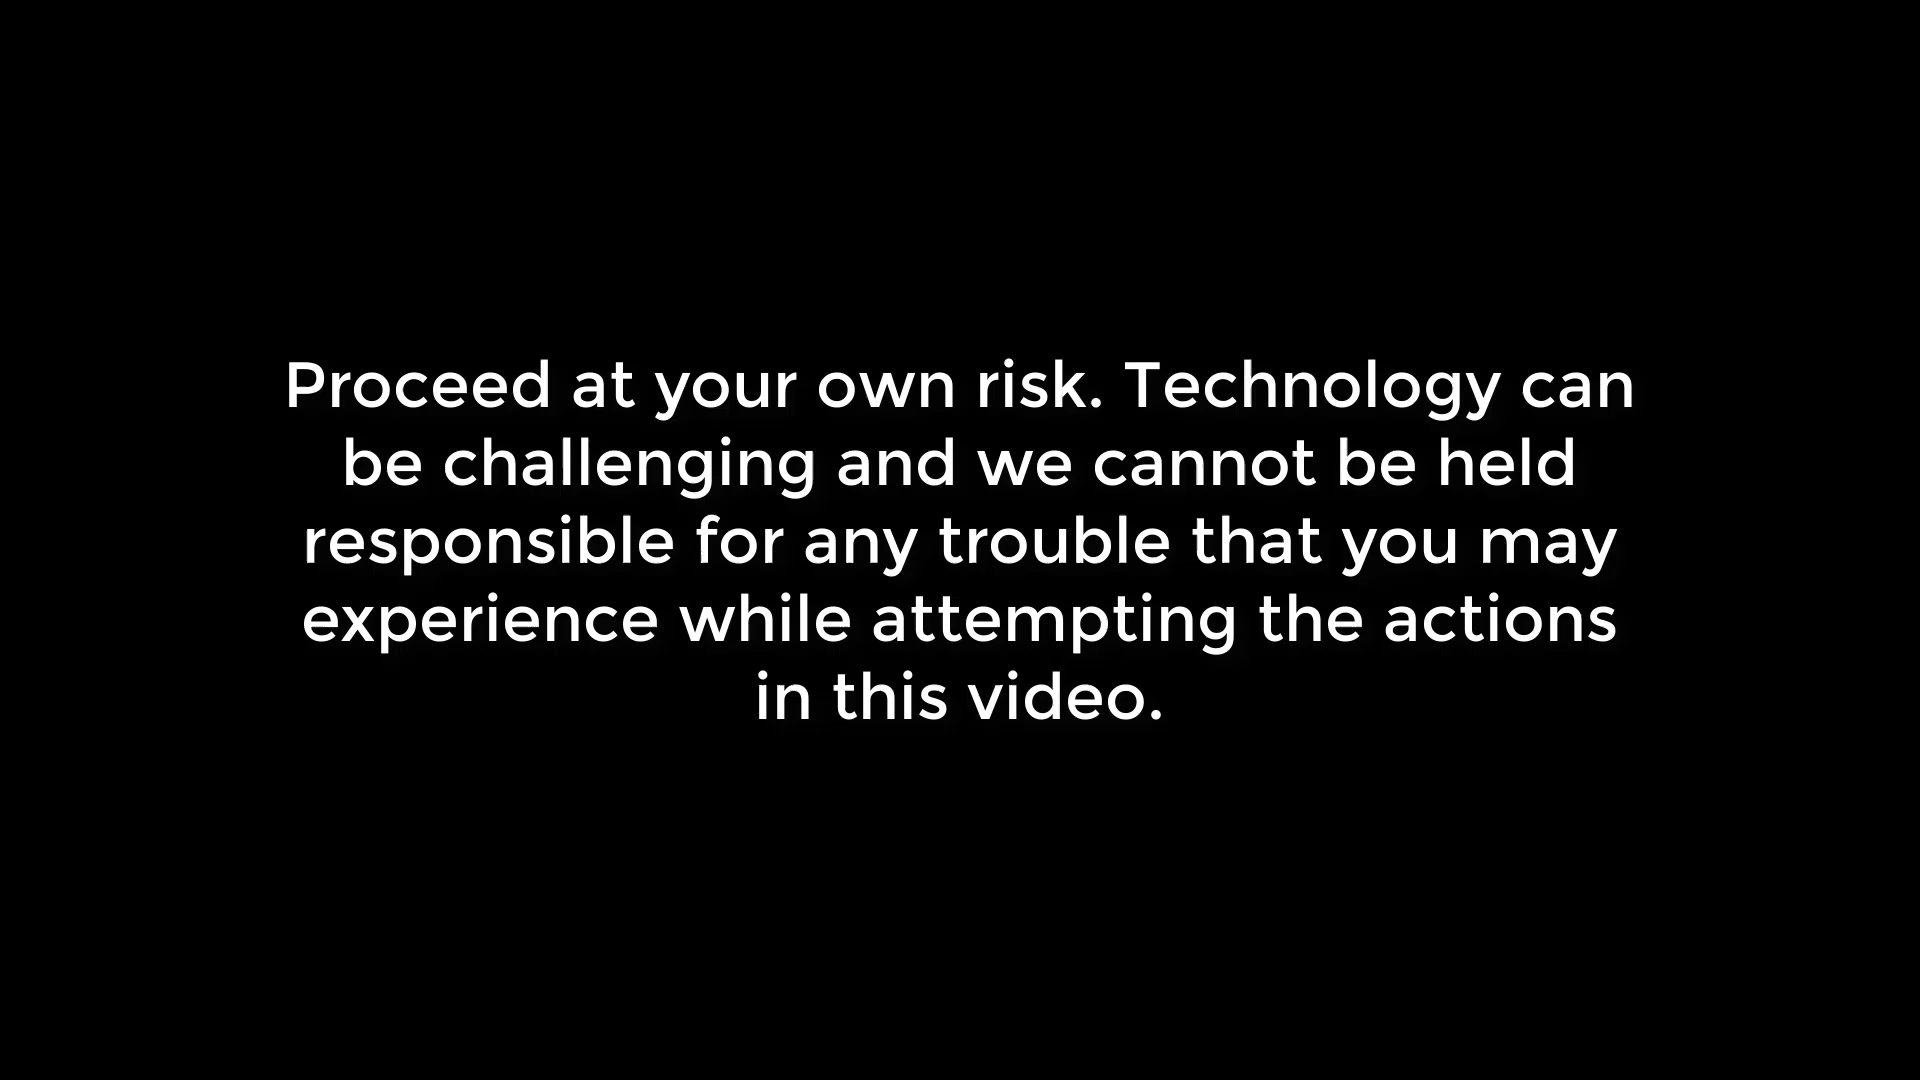 Proceed at your own risk. Technology can
be challenging and we cannot be held
responsible for any trouble that you may
experience while attempting the actions
in this video.